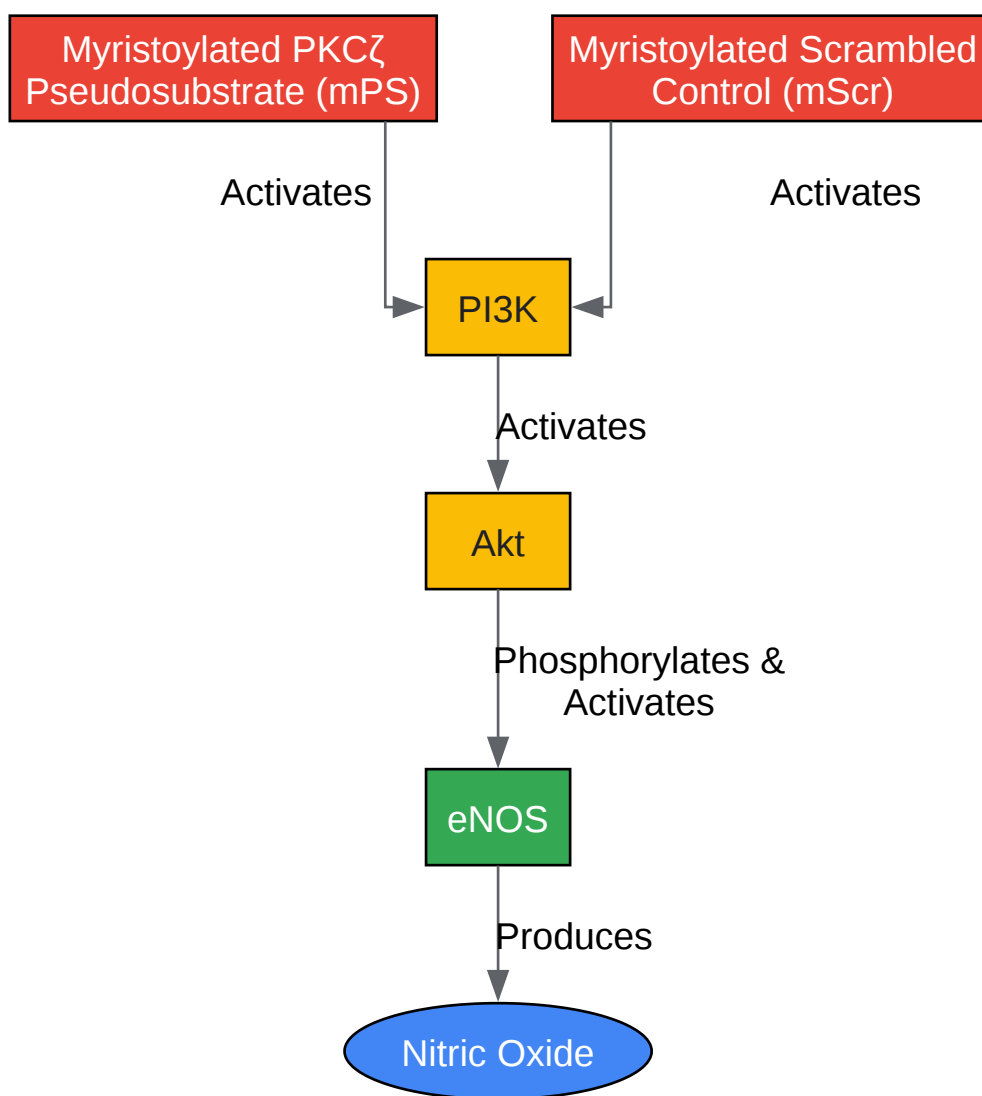 Myristoylated PKCζ
Pseudosubstrate (mPS)
Myristoylated Scrambled
Control (mScr)
Activates
Activates
PI3K
Activates
Akt
Phosphorylates &
Activates
eNOS
Produces
Nitric Oxide